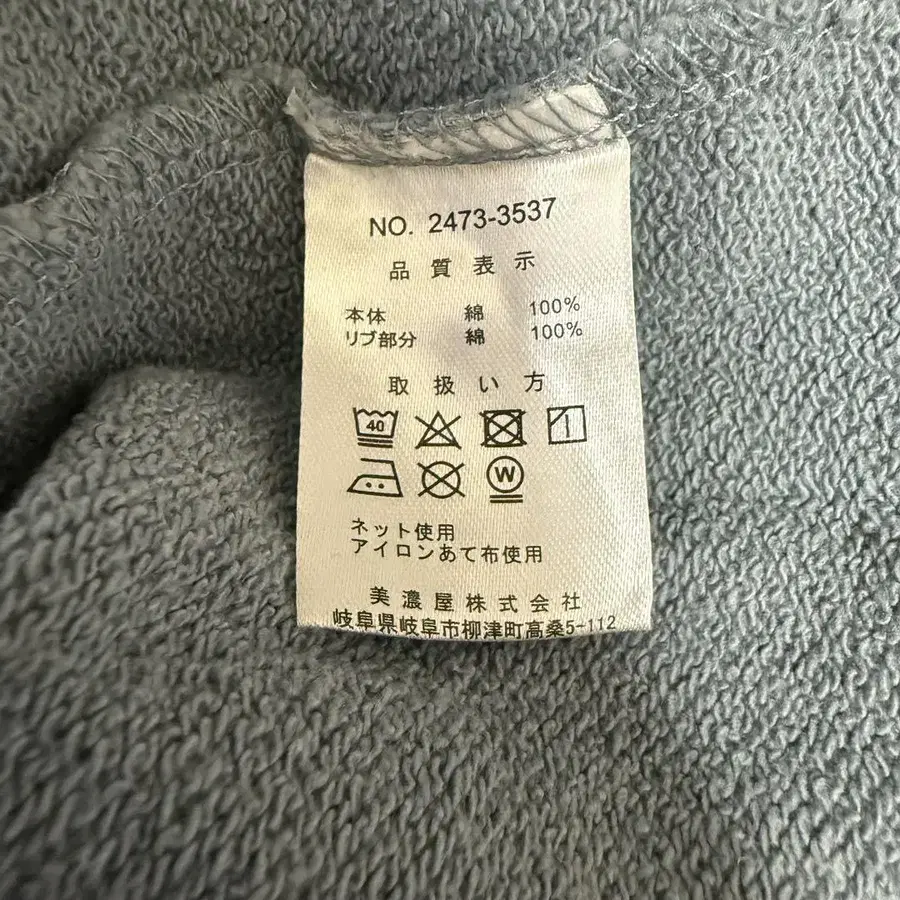 NO. 2473-3537
品質表示
本体 綿 100%
リブ部分 綿 100%
取扱い方
40
W
ネット使用
アイロンあて布使用
美濃屋株式会社
岐阜県岐阜市柳津町高桑5-112